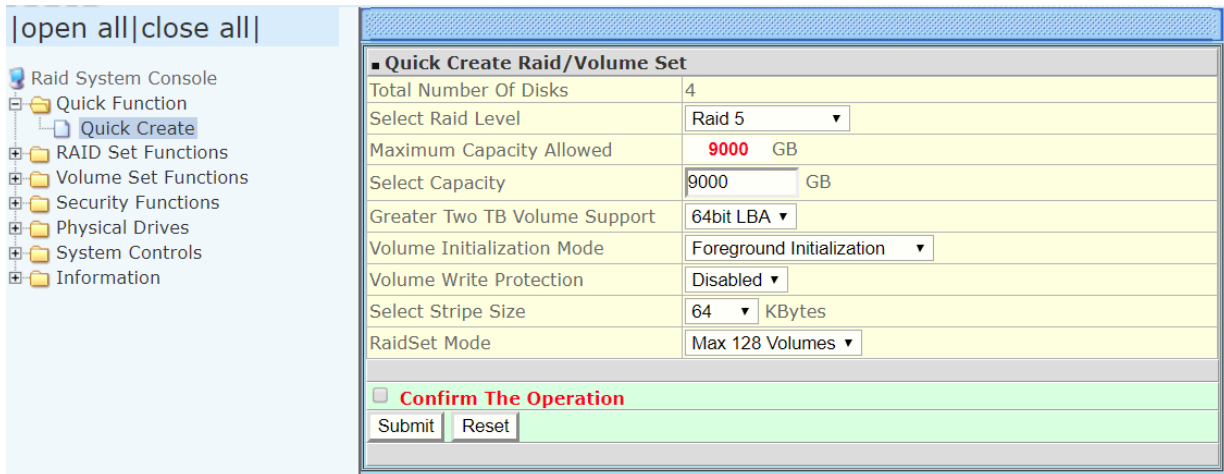 |open all|close all|
Raid System Console
Quick Function
Quick Create
RAID Set Functions
Volume Set Functions
Security Functions
Physical Drives
System Controls
Information
Quick Create Raid/Volume Set
Total Number Of Disks 4
Select Raid Level Raid 5
Maximum Capacity Allowed 9000 GB
Select Capacity 9000 GB
Greater Two TB Volume Support 64bit LBA
Volume Initialization Mode Foreground Initialization
Volume Write Protection Disabled
Select Stripe Size 64 KBytes
RaidSet Mode Max 128 Volumes
Confirm The Operation
Submit Reset